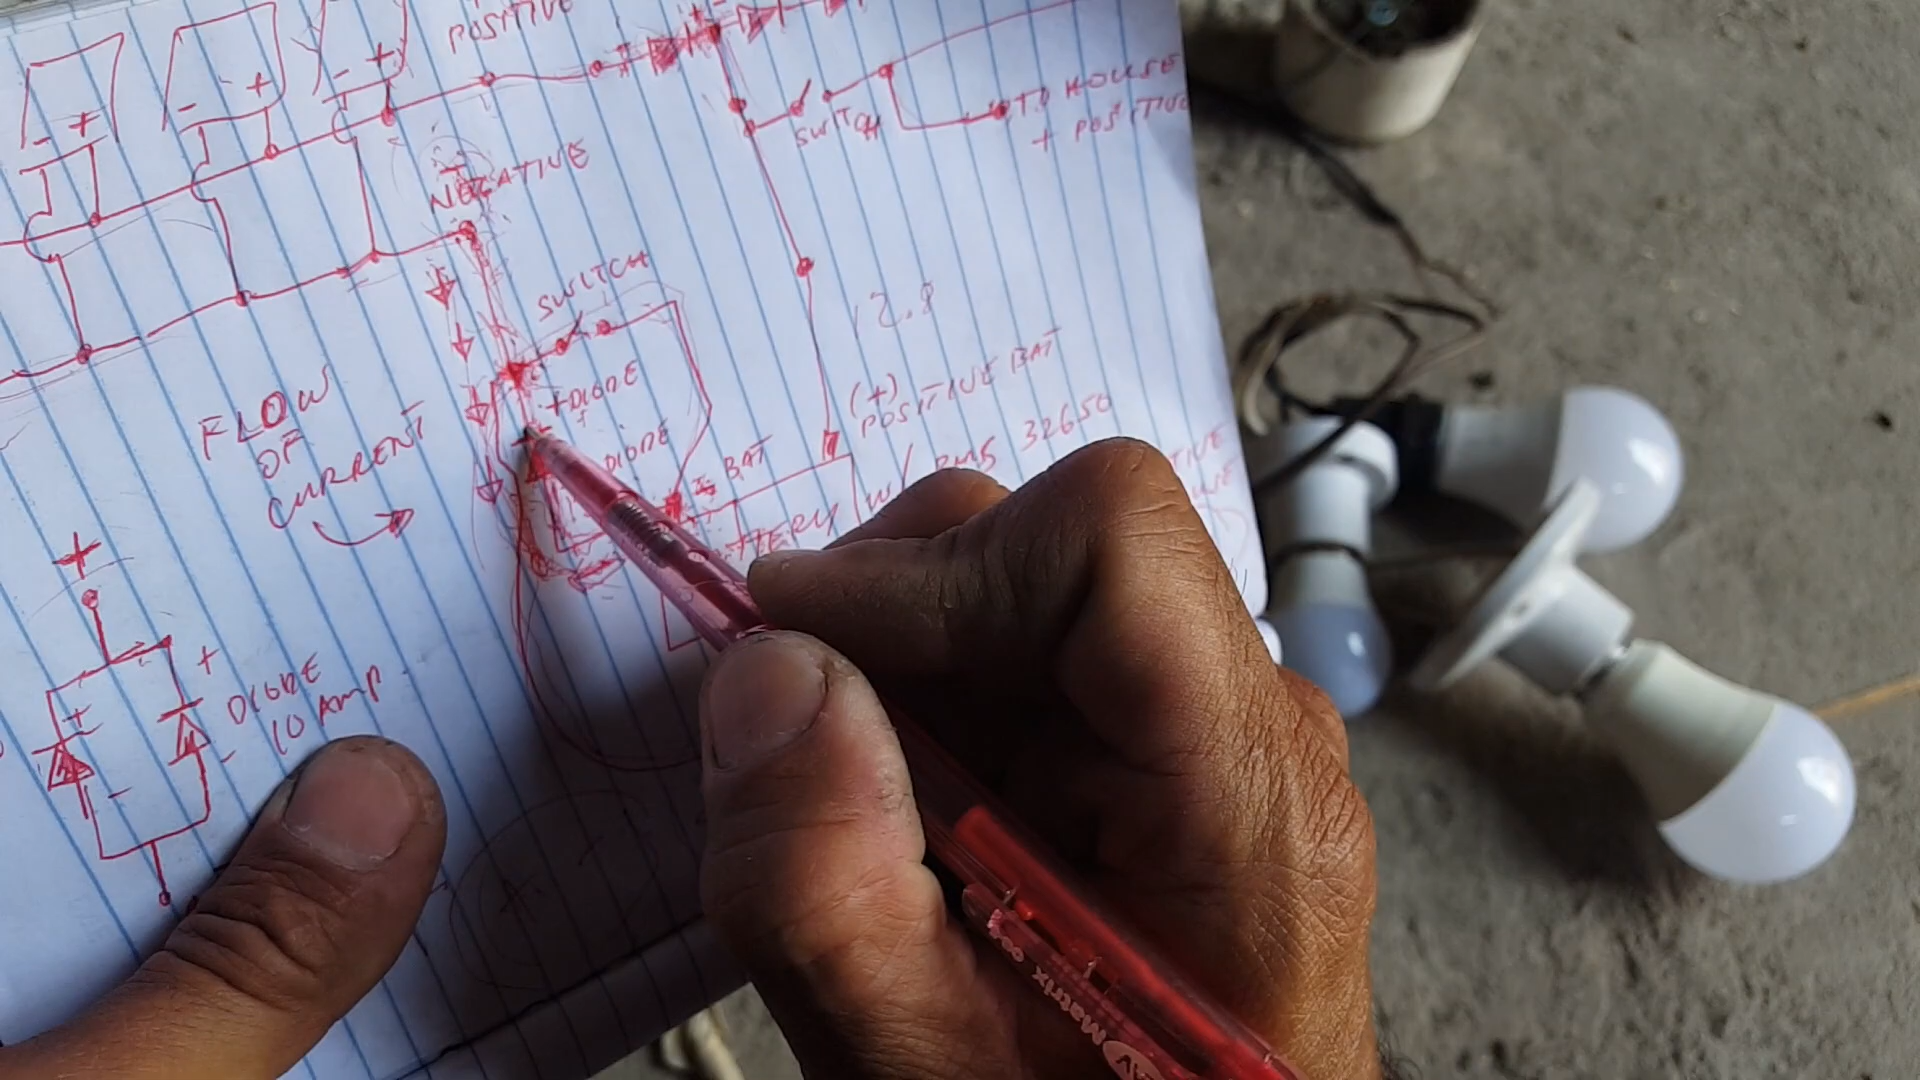 POSITIVE
- +
- +
- +
NEGATIVE
SWITCH
TO HOUSE
+ POSITIVE
SWITCH
12.8
+ DIODE
+
DIODE
BAT
(+)
POSITIVE BAT
W/ BMS 32650
FLOW
OF
CURRENT
+
+
+
-
-
DIODE
10 AMP
Matrix